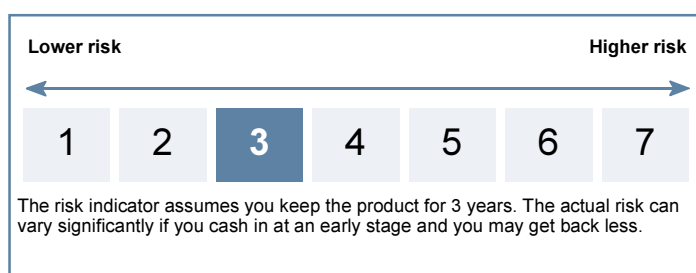 Lower risk Higher risk
1 2 3 4 5 6 7
The risk indicator assumes you keep the product for 3 years. The actual risk can
vary significantly if you cash in at an early stage and you may get back less.